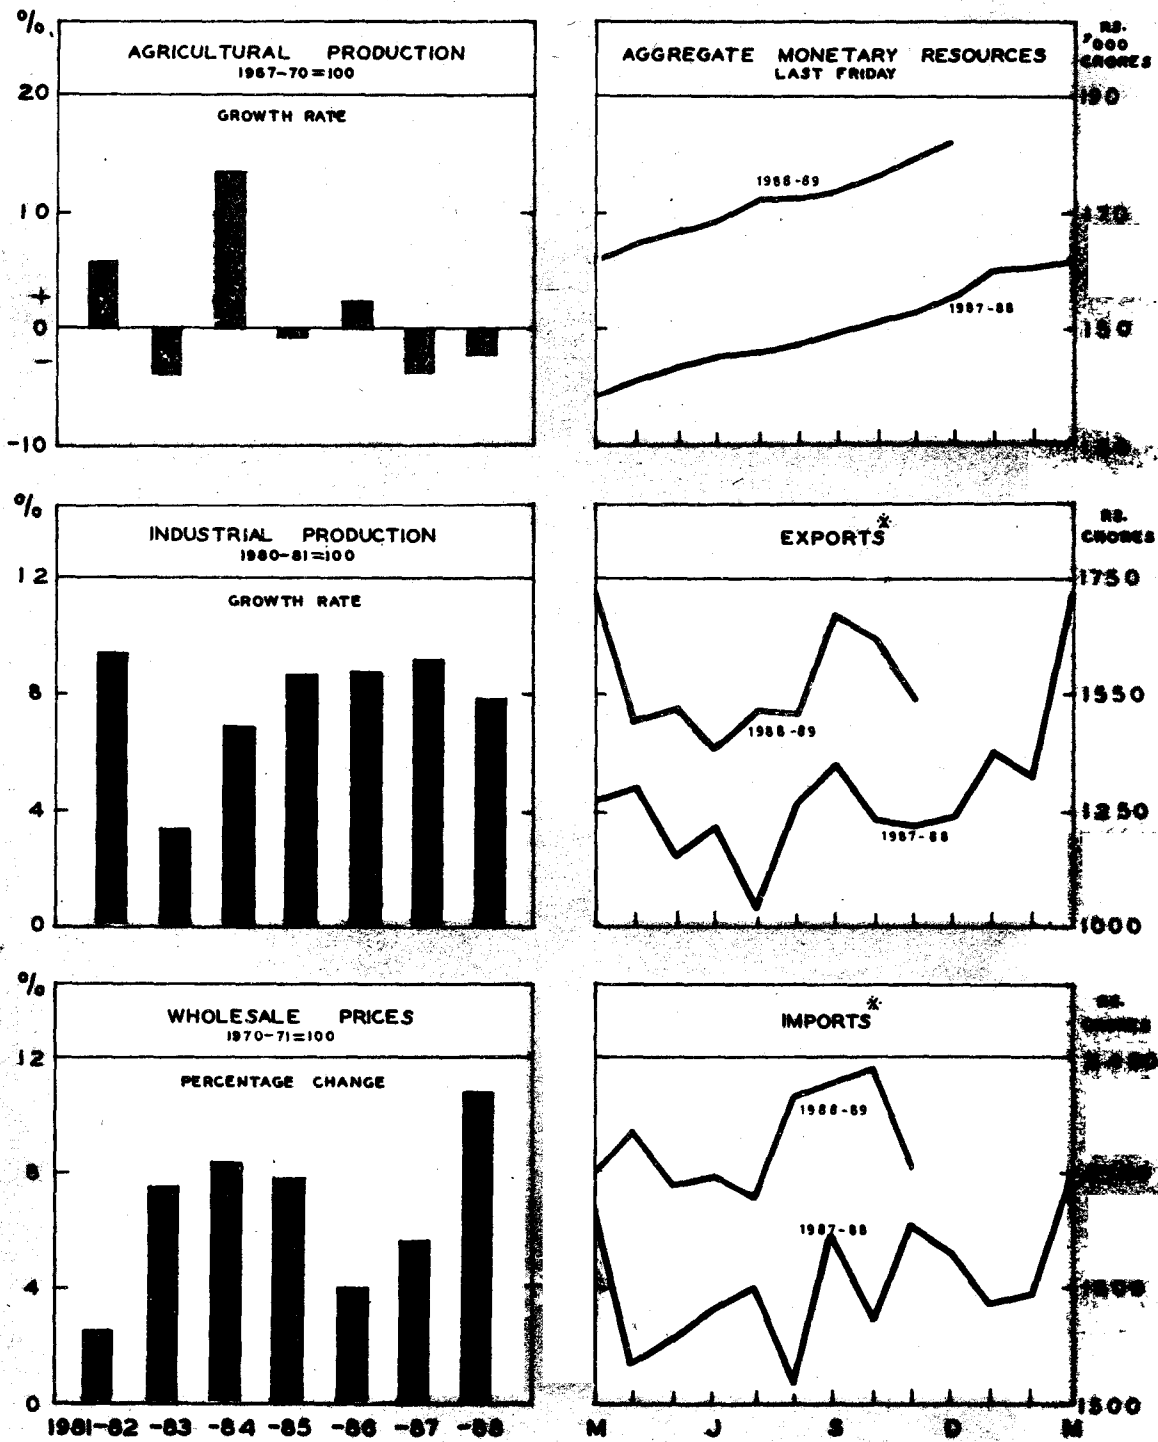 %
AGRICULTURAL PRODUCTION
1967-70=100
20
GROWTH RATE
10
+
0
-
-10
AGGREGATE MONETARY RESOURCES
LAST FRIDAY
RS.
'000
CRORES
190
1988-89
170
1987-88
150
%
INDUSTRIAL PRODUCTION
1980-81=100
12
GROWTH RATE
8
4
0
EXPORTS*
RS.
CRORES
1750
1550
1988-89
1250
1987-88
1000
%
WHOLESALE PRICES
1970-71=100
12
PERCENTAGE CHANGE
8
4
0
1981-82 -83 -84 -85 -86 -87 -88
IMPORTS*
RS.
CRORES
1988-89
1987-88
1300
M J S D M